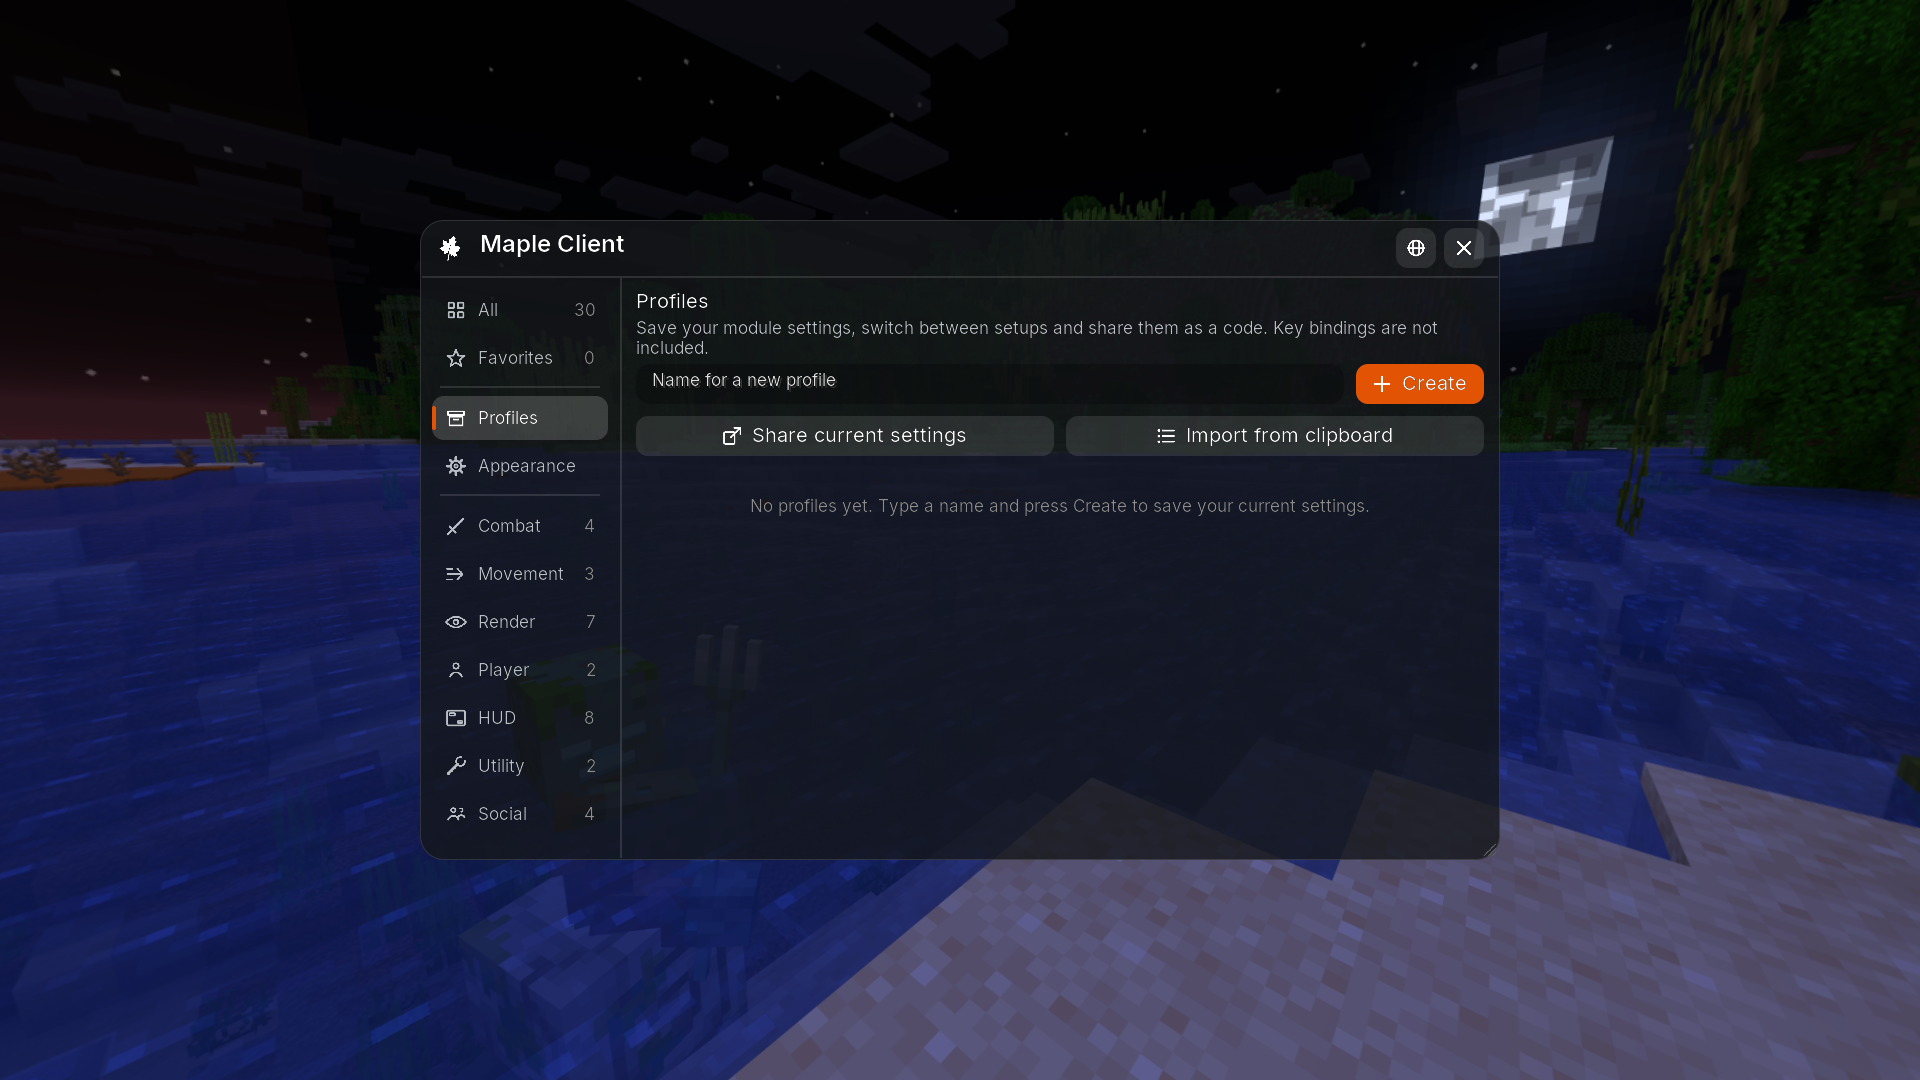 Maple Client
All 30
Favorites 0
Profiles
Appearance
Combat 4
Movement 3
Render 7
Player 2
HUD 8
Utility 2
Social 4
Profiles
Save your module settings, switch between setups and share them as a code. Key bindings are not
included.
Name for a new profile
Create
Share current settings
Import from clipboard
No profiles yet. Type a name and press Create to save your current settings.